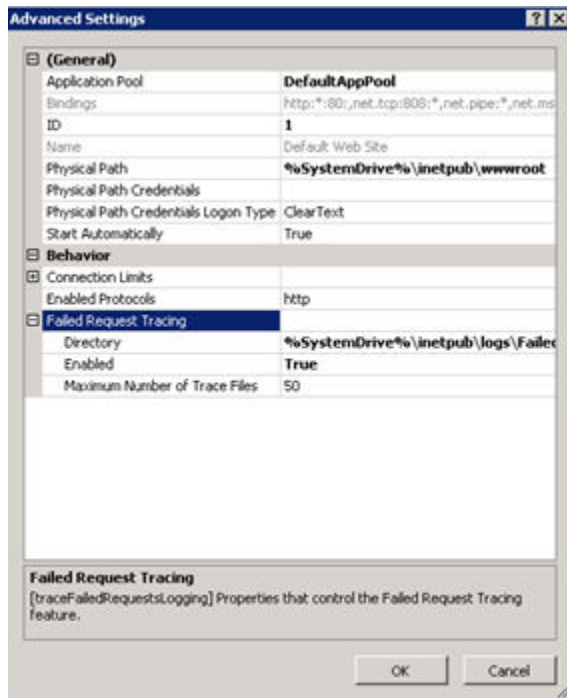 Advanced Settings
(General)
Application Pool DefaultAppPool
Bindings http:*:80:,net.tcp:808:*,net.pipe:*,net.ms
ID 1
Name Default Web Site
Physical Path %SystemDrive%\inetpub\wwwroot
Physical Path Credentials
Physical Path Credentials Logon Type ClearText
Start Automatically True
Behavior
Connection Limits
Enabled Protocols http
Failed Request Tracing
Directory %SystemDrive%\inetpub\logs\Failed
Enabled True
Maximum Number of Trace Files 50
Failed Request Tracing
[traceFailedRequestsLogging] Properties that control the Failed Request Tracing
feature.
OK Cancel